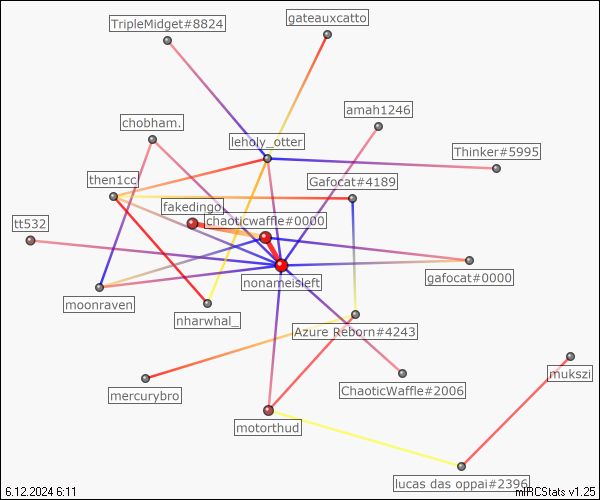 TripleMidget#8824
gateauxcatto
amah1246
chobham.
leholy_otter
Thinker#5995
then1cc
Gafocat#4189
fakedingo
chaoticwaffle#0000
tt532
nonameisleft
gafocat#0000
moonraven
nharwhal_
Azure Reborn#4243
mukszi
mercurybro
ChaoticWaffle#2006
motorthud
lucas das oppai#2396
6.12.2024 6:11
mIRCStats v1.25